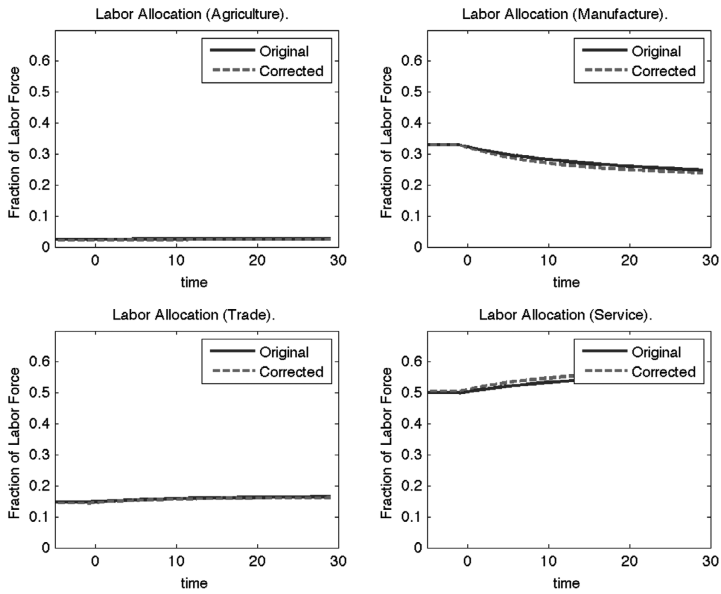 Labor Allocation (Agriculture).
Fraction of Labor Force
0.6
0.5
0.4
0.3
0.2
0.1
0
Original
Corrected
0 10 20 30
time
Labor Allocation (Manufacture).
Fraction of Labor Force
0.6
0.5
0.4
0.3
0.2
0.1
0
Original
Corrected
0 10 20 30
time
Labor Allocation (Trade).
Fraction of Labor Force
0.6
0.5
0.4
0.3
0.2
0.1
0
Original
Corrected
0 10 20 30
time
Labor Allocation (Service).
Fraction of Labor Force
0.6
0.5
0.4
0.3
0.2
0.1
0
Original
Corrected
0 10 20 30
time